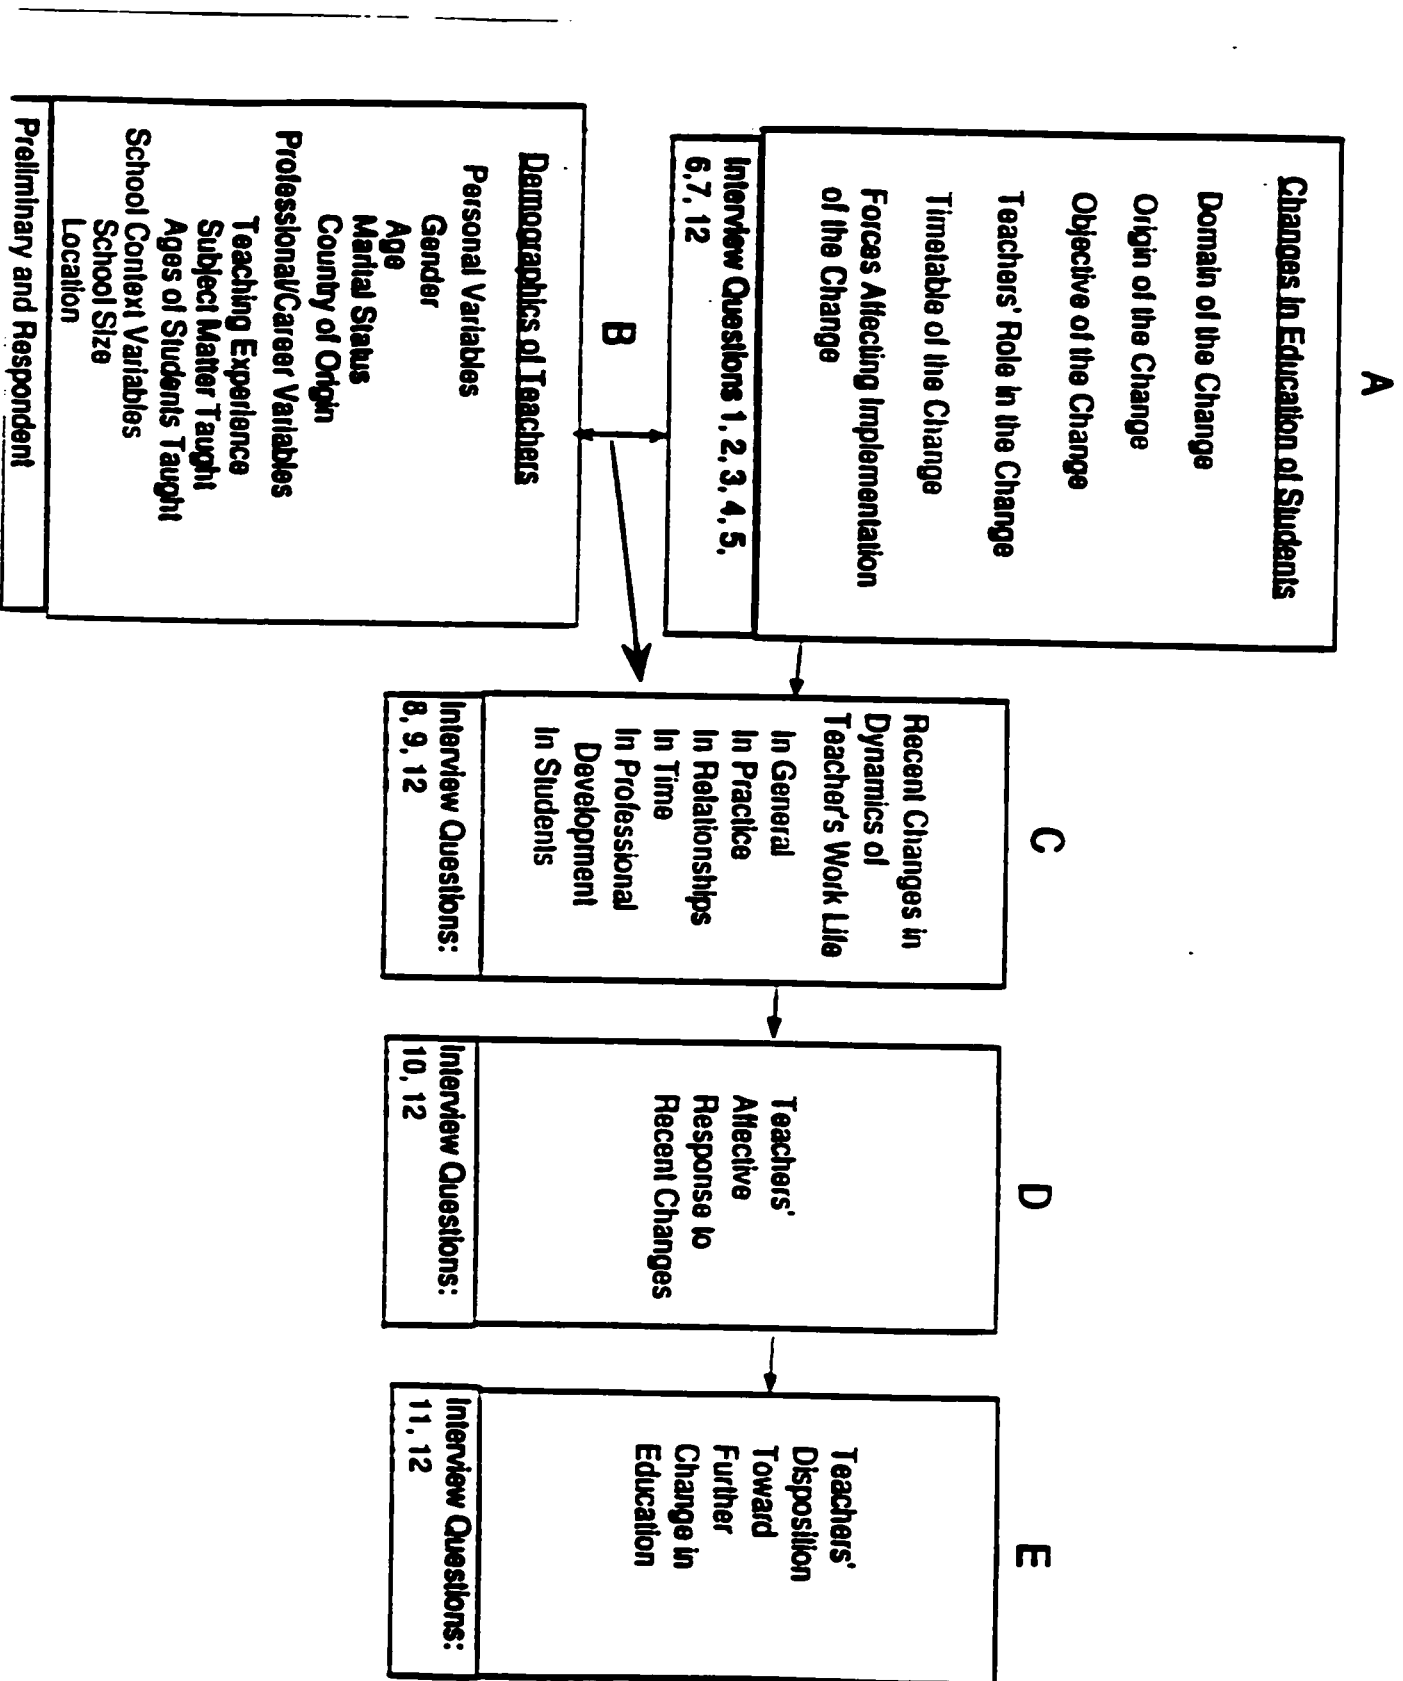 A
Changes in Education of Students
Domain of the Change
Origin of the Change
Objective of the Change
Teachers' Role in the Change
Timetable of the Change
Forces Affecting Implementation
of the Change
Interview Questions 1, 2, 3, 4, 5,
6,7, 12
B
Demographics of Teachers
Personal Variables
Gender
Age
Marital Status
Country of Origin
Professional/Career Variables
Teaching Experience
Subject Matter Taught
Ages of Students Taught
School Context Variables
School Size
Location
Preliminary and Respondent
C
Recent Changes in
Dynamics of
Teacher's Work Life
In General
In Practice
In Relationships
In Time
In Professional
Development
In Students
Interview Questions:
8, 9, 12
D
Teachers'
Affective
Response to
Recent Changes
Interview Questions:
10, 12
E
Teachers'
Disposition
Toward
Further
Change in
Education
Interview Questions:
11, 12